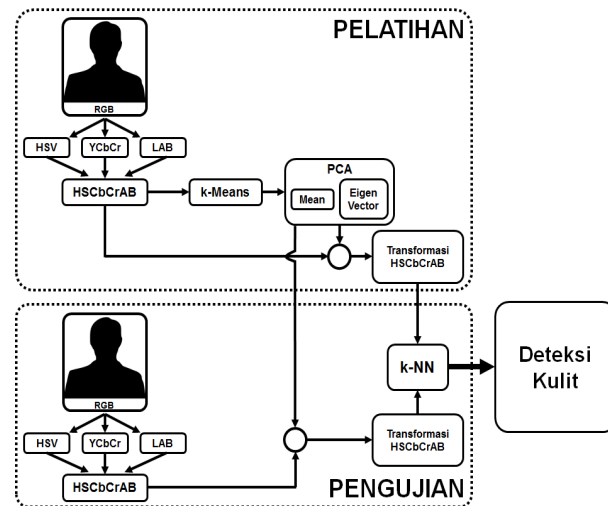 PELATIHAN
RGB
HSV
YCbCr
LAB
HSCbCrAB
k-Means
PCA
Mean
Eigen
Vector
Transformasi
HSCbCrAB
RGB
HSV
YCbCr
LAB
HSCbCrAB
k-NN
Transformasi
HSCbCrAB
Deteksi
Kulit
PENGUJIAN